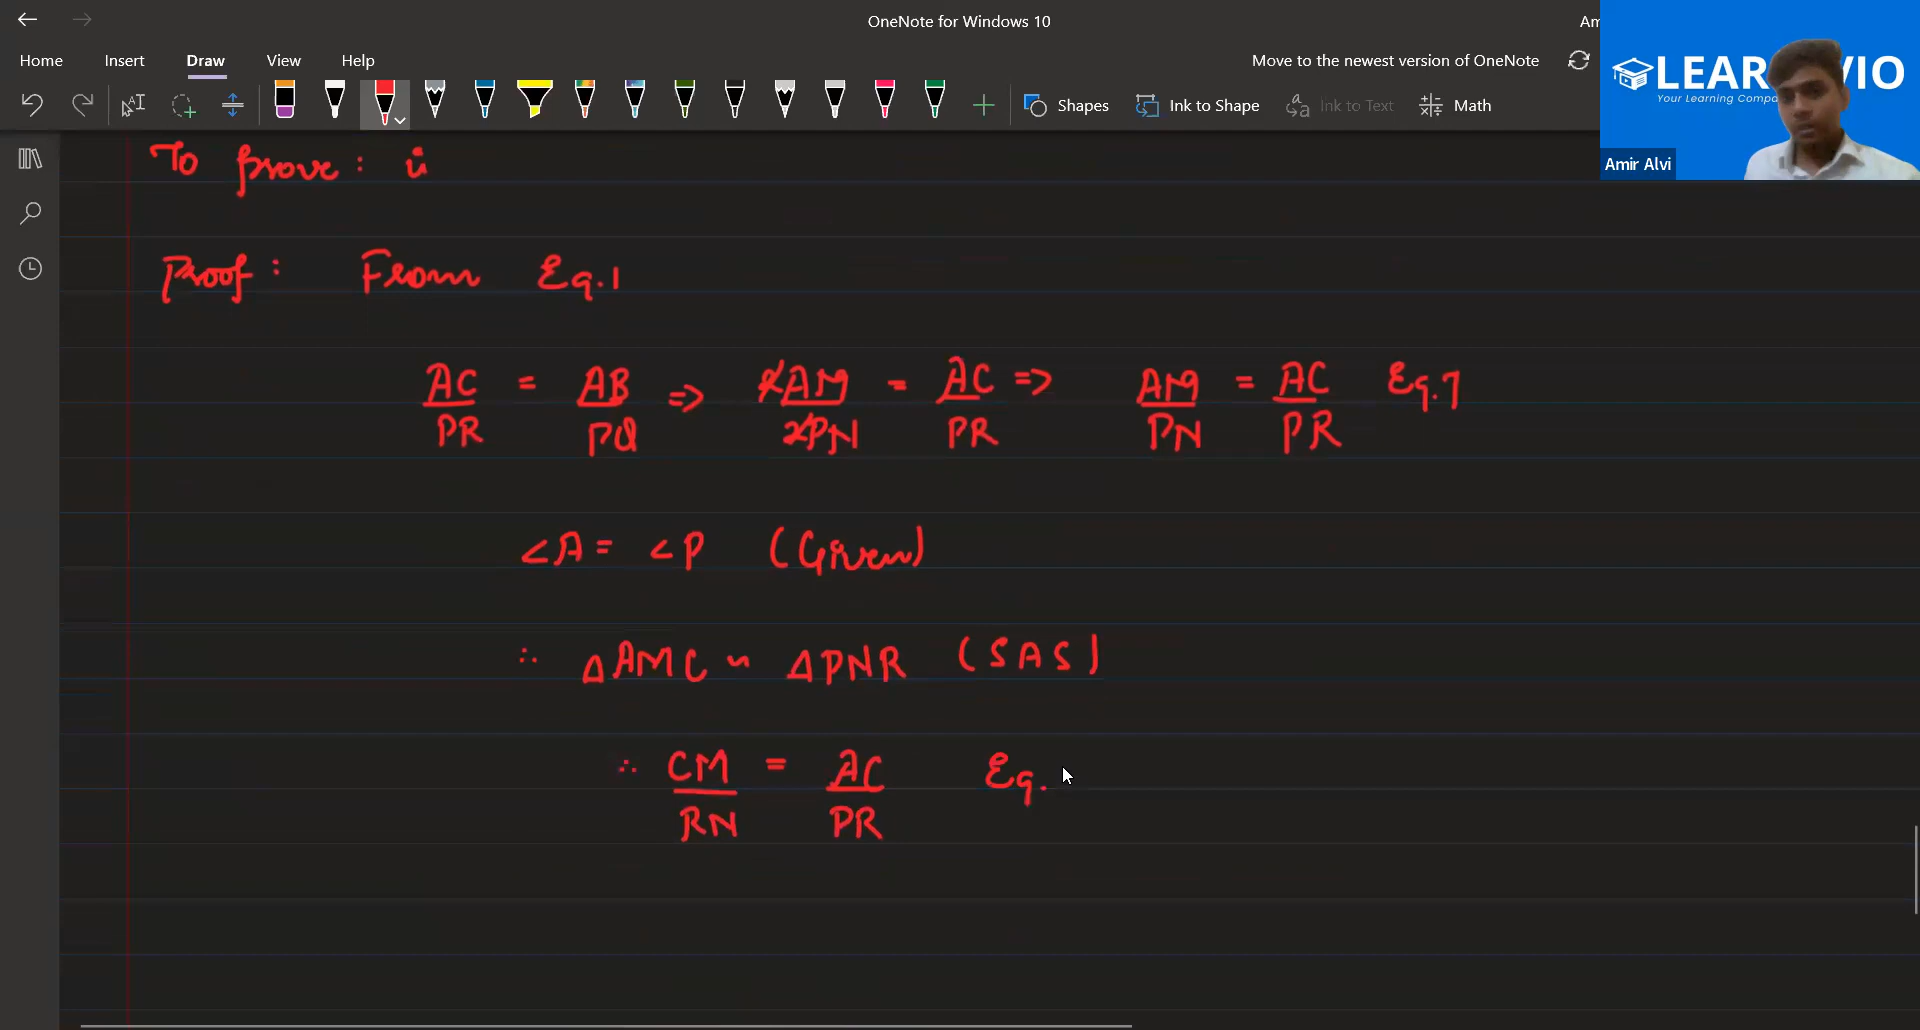 OneNote for Windows 10
Am
Home Insert Draw View Help
Move to the newest version of OneNote
Shapes Ink to Shape Ink to Text Math
LEAR VIO
Your Learning Compa
Amir Alvi
To prove: ii
Proof: From Eq.1
AC/PR = AB/PQ => 2AM/2PN = AC/PR => AM/PN = AC/PR Eq.7
∠A = ∠P (Given)
∴ ΔAMC ~ ΔPNR (SAS)
∴ CM/RN = AC/PR Eq.